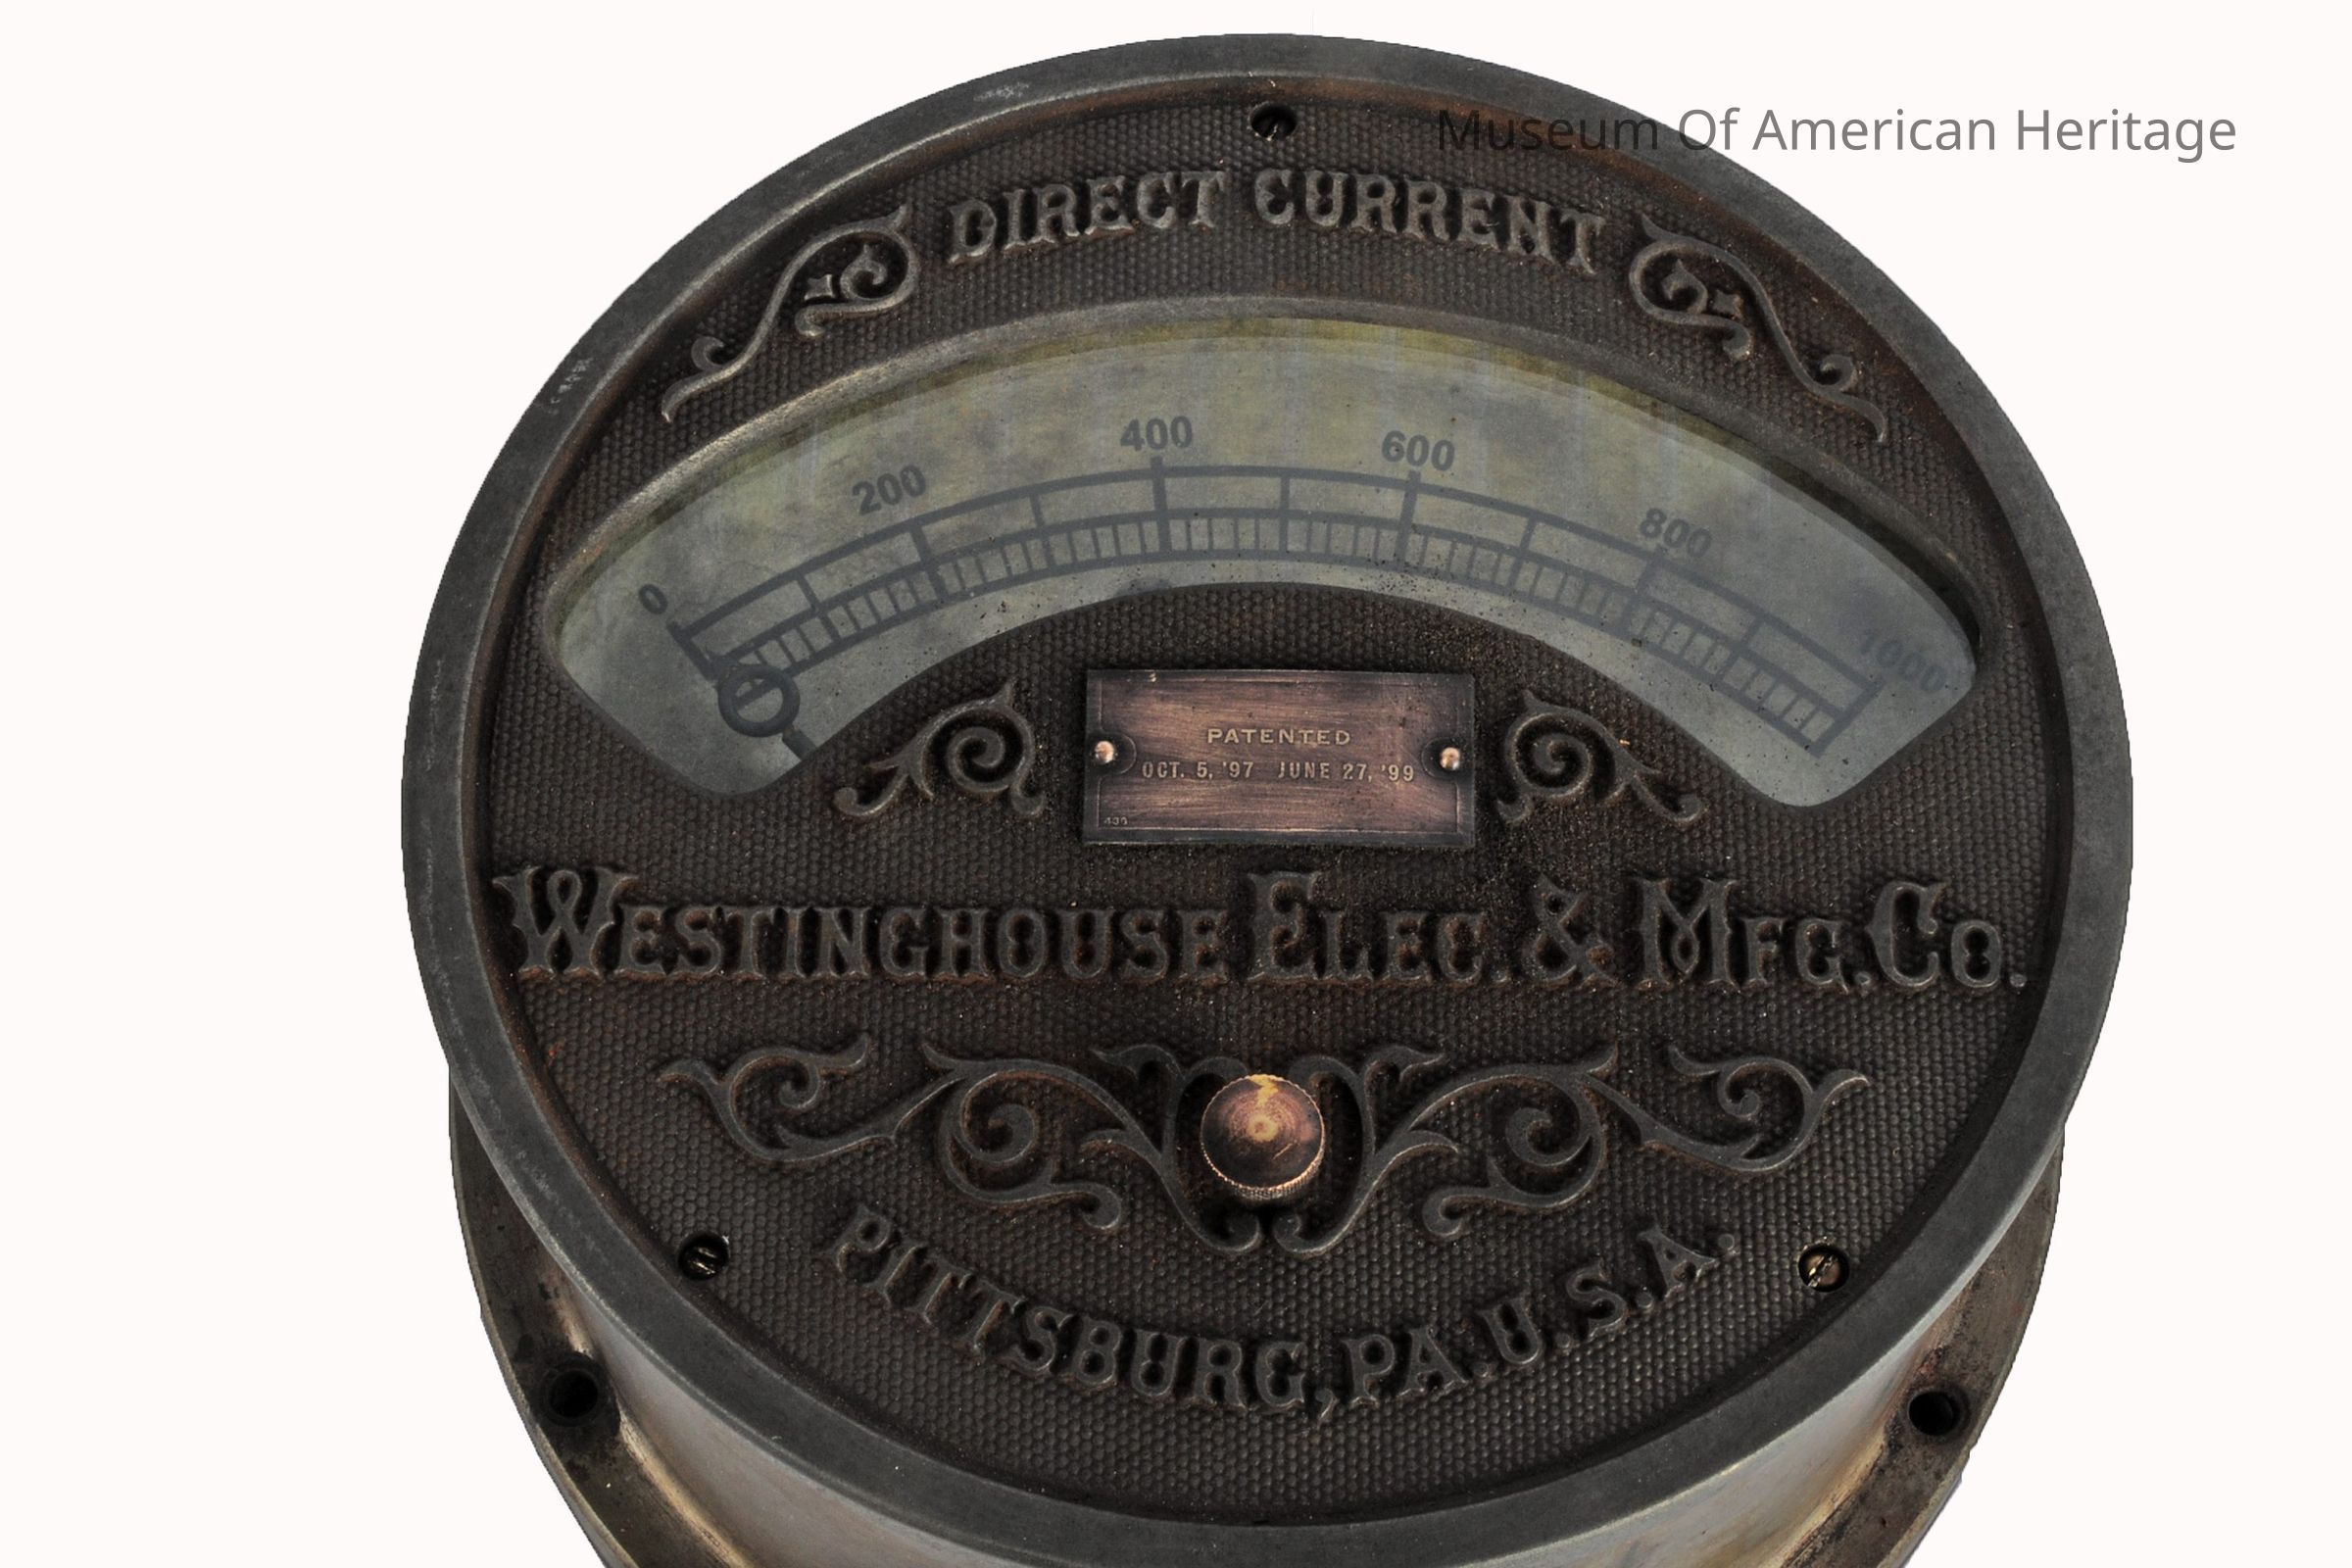 Museum Of American Heritage
DIRECT CURRENT
0 200 400 600 800 1000
PATENTED
OCT. 5, '97 JUNE 27, '99
WESTINGHOUSE ELEC. & MFG. CO.
PITTSBURG, PA. U.S.A.